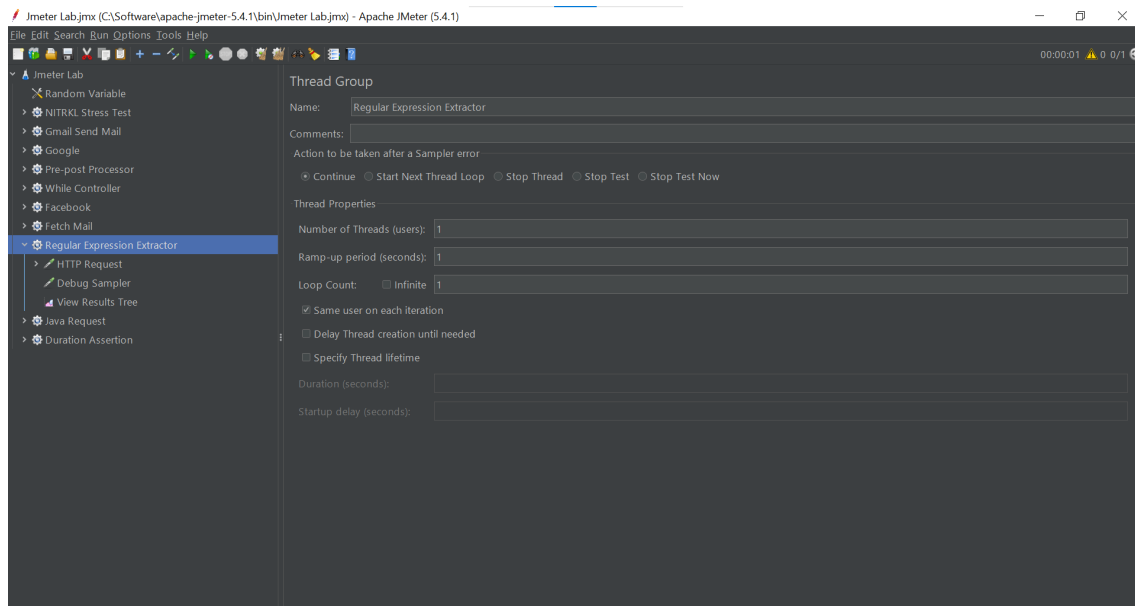 Jmeter Lab.jmx (C:\Software\apache-jmeter-5.4.1\bin\Jmeter Lab.jmx) - Apache JMeter (5.4.1)
File Edit Search Run Options Tools Help
00:00:01 0 0/1
Jmeter Lab
Random Variable
NITRKL Stress Test
Gmail Send Mail
Google
Pre-post Processor
While Controller
Facebook
Fetch Mail
Regular Expression Extractor
HTTP Request
Debug Sampler
View Results Tree
Java Request
Duration Assertion
Thread Group
Name: Regular Expression Extractor
Comments:
Action to be taken after a Sampler error
Continue Start Next Thread Loop Stop Thread Stop Test Stop Test Now
Thread Properties
Number of Threads (users): 1
Ramp-up period (seconds): 1
Loop Count: Infinite 1
Same user on each iteration
Delay Thread creation until needed
Specify Thread lifetime
Duration (seconds):
Startup delay (seconds):